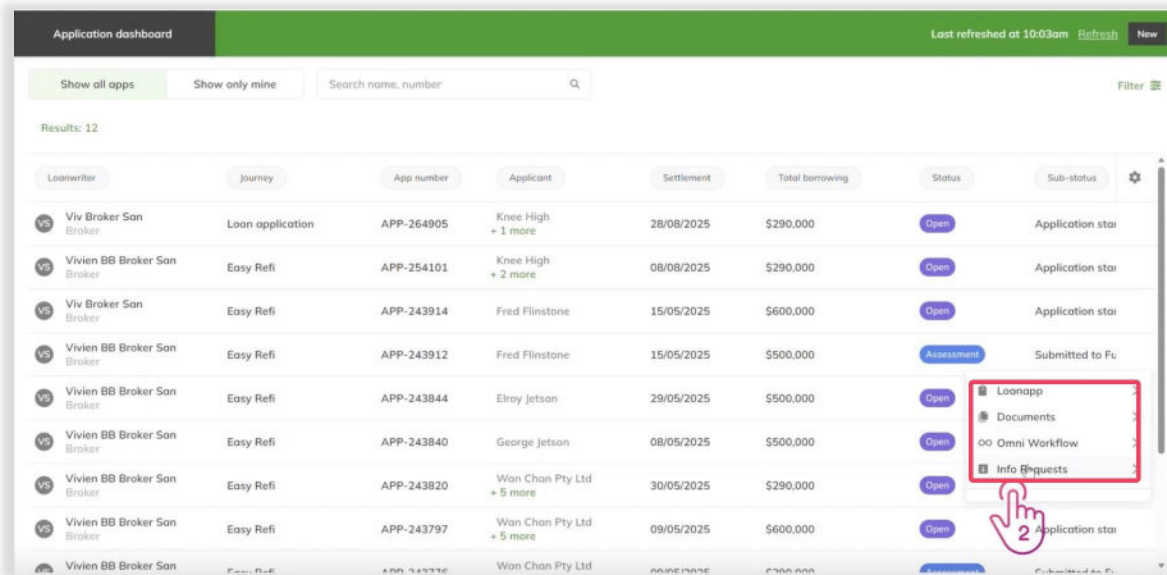 Application dashboard Last refreshed at 10:03am Refresh New
Show all apps Show only mine Search name, number Filter
Results: 12
Loanwriter Journey App number Applicant Settlement Total borrowing Status Sub-status
VS Viv Broker San Broker Loan application APP-264905 Knee High + 1 more 28/08/2025 $290,000 Open Application star
VS Vivien BB Broker San Broker Easy Refi APP-254101 Knee High + 2 more 08/08/2025 $290,000 Open Application star
VS Viv Broker San Broker Easy Refi APP-243914 Fred Flinstone 15/05/2025 $600,000 Open Application star
VS Vivien BB Broker San Broker Easy Refi APP-243912 Fred Flinstone 15/05/2025 $500,000 Assessment Submitted to Fu
VS Vivien BB Broker San Broker Easy Refi APP-243844 Elroy Jetson 29/05/2025 $500,000 Open
Loanapp
Documents
VS Vivien BB Broker San Broker Easy Refi APP-243840 George Jetson 08/05/2025 $500,000 Open
Omni Workflow
Info Requests
VS Vivien BB Broker San Broker Easy Refi APP-243820 Wan Chan Pty Ltd + 5 more 30/05/2025 $290,000 Open
VS Vivien BB Broker San Broker Easy Refi APP-243797 Wan Chan Pty Ltd + 5 more 09/05/2025 $600,000 Open 2 Application star
Vivien BB Broker San Easy Refi Wan Chan Pty Ltd